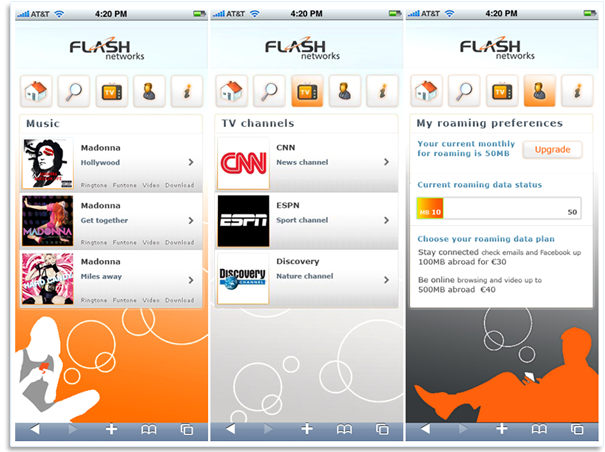 AT&T 4:20 PM
FLASH
networks
Music
Madonna
Hollywood
Ringtone Funtone Video Download
Madonna
Get together
MADONNA
Ringtone Funtone Video Download
Madonna
Miles away
HARD CANDY
Ringtone Funtone Video Download
AT&T 4:20 PM
FLASH
networks
TV
TV channels
CNN
CNN
News channel
ESPN
ESPN
Sport channel
Discovery
CHANNEL
Discovery
Nature channel
AT&T 4:20 PM
FLASH
networks
TV
My roaming preferences
Your current monthly
for roaming is 50MB
Upgrade
Current roaming data status
MB 10
50
Choose your roaming data plan
Stay connected check emails and Facebook up
100MB abroad for €30
Be online browsing and video up to
500MB abroad €40